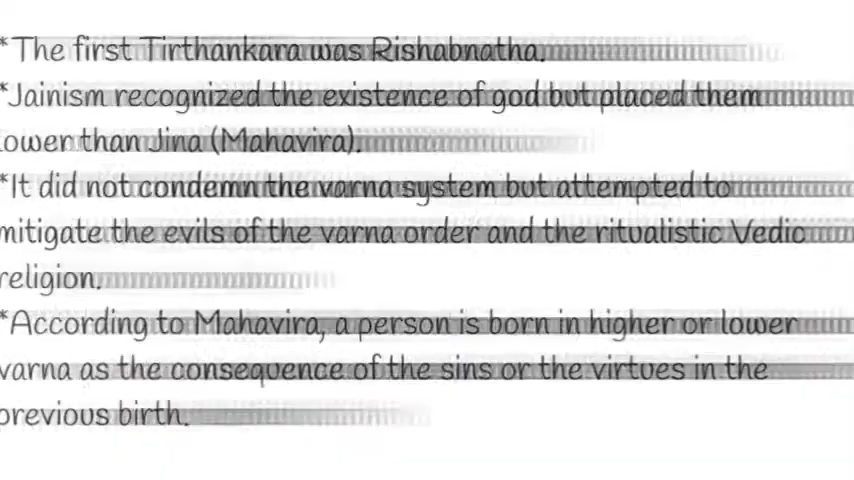 *The first Tirthankara was Rishabnatha.
*Jainism recognized the existence of god but placed them
lower than Jina (Mahavira).
*It did not condemn the varna system but attempted to
mitigate the evils of the varna order and the ritualistic Vedic
religion.
*According to Mahavira, a person is born in higher or lower
varna as the consequence of the sins or the virtues in the
previous birth.